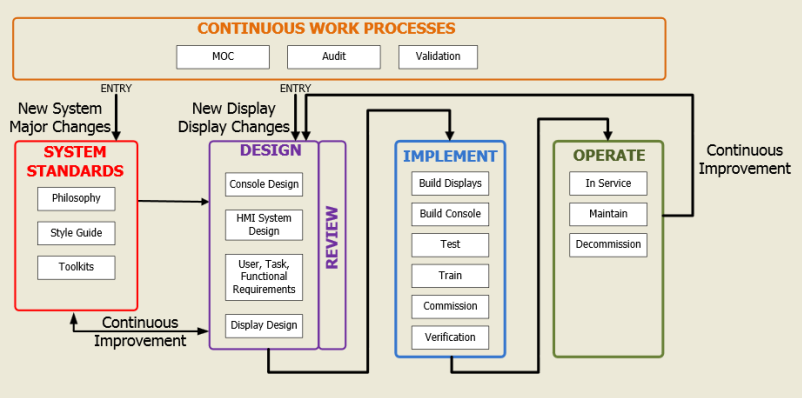 CONTINUOUS WORK PROCESSES
MOC
Audit
Validation
ENTRY
ENTRY
New System
Major Changes
New Display
Display Changes
SYSTEM
STANDARDS
Philosophy
Style Guide
Toolkits
Continuous
Improvement
DESIGN
Console Design
HMI System
Design
User, Task,
Functional
Requirements
Display Design
REVIEW
IMPLEMENT
Build Displays
Build Console
Test
Train
Commission
Verification
OPERATE
In Service
Maintain
Decommission
Continuous
Improvement